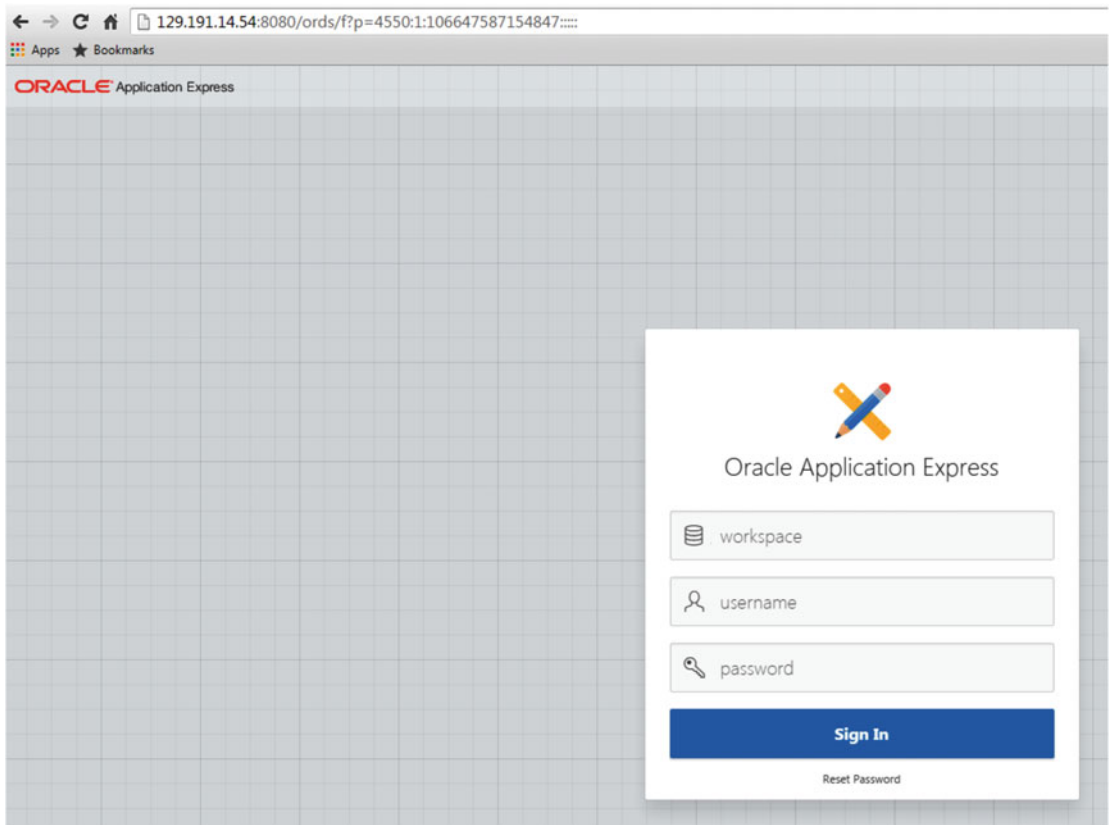 129.191.14.54:8080/ords/f?p=4550:1:106647587154847:::::
Apps Bookmarks
ORACLE Application Express
Oracle Application Express
workspace
username
password
Sign In
Reset Password